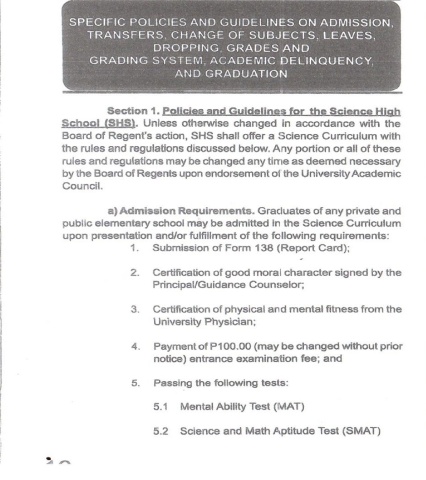 SPECIFIC POLICIES AND GUIDELINES ON ADMISSION,
TRANSFERS, CHANGE OF SUBJECTS, LEAVES,
DROPPING, GRADES AND
GRADING SYSTEM, ACADEMIC DELINQUENCY,
AND GRADUATION
Section 1. Policies and Guidelines for the Science High
School (SHS). Unless otherwise changed in accordance with the
Board of Regent's action, SHS shall offer a Science Curriculum with
the rules and regulations discussed below. Any portion or all of these
rules and regulations may be changed any time as deemed necessary
by the Board of Regents upon endorsement of the University Academic
Council.
a) Admission Requirements. Graduates of any private and
public elementary school may be admitted in the Science Curriculum
upon presentation and/or fulfillment of the following requirements:
1. Submission of Form 138 (Report Card);
2. Certification of good moral character signed by the
Principal/Guidance Counselor;
3. Certification of physical and mental fitness from the
University Physician;
4. Payment of P100.00 (may be changed without prior
notice) entrance examination fee; and
5. Passing the following tests:
5.1 Mental Ability Test (MAT)
5.2 Science and Math Aptitude Test (SMAT)